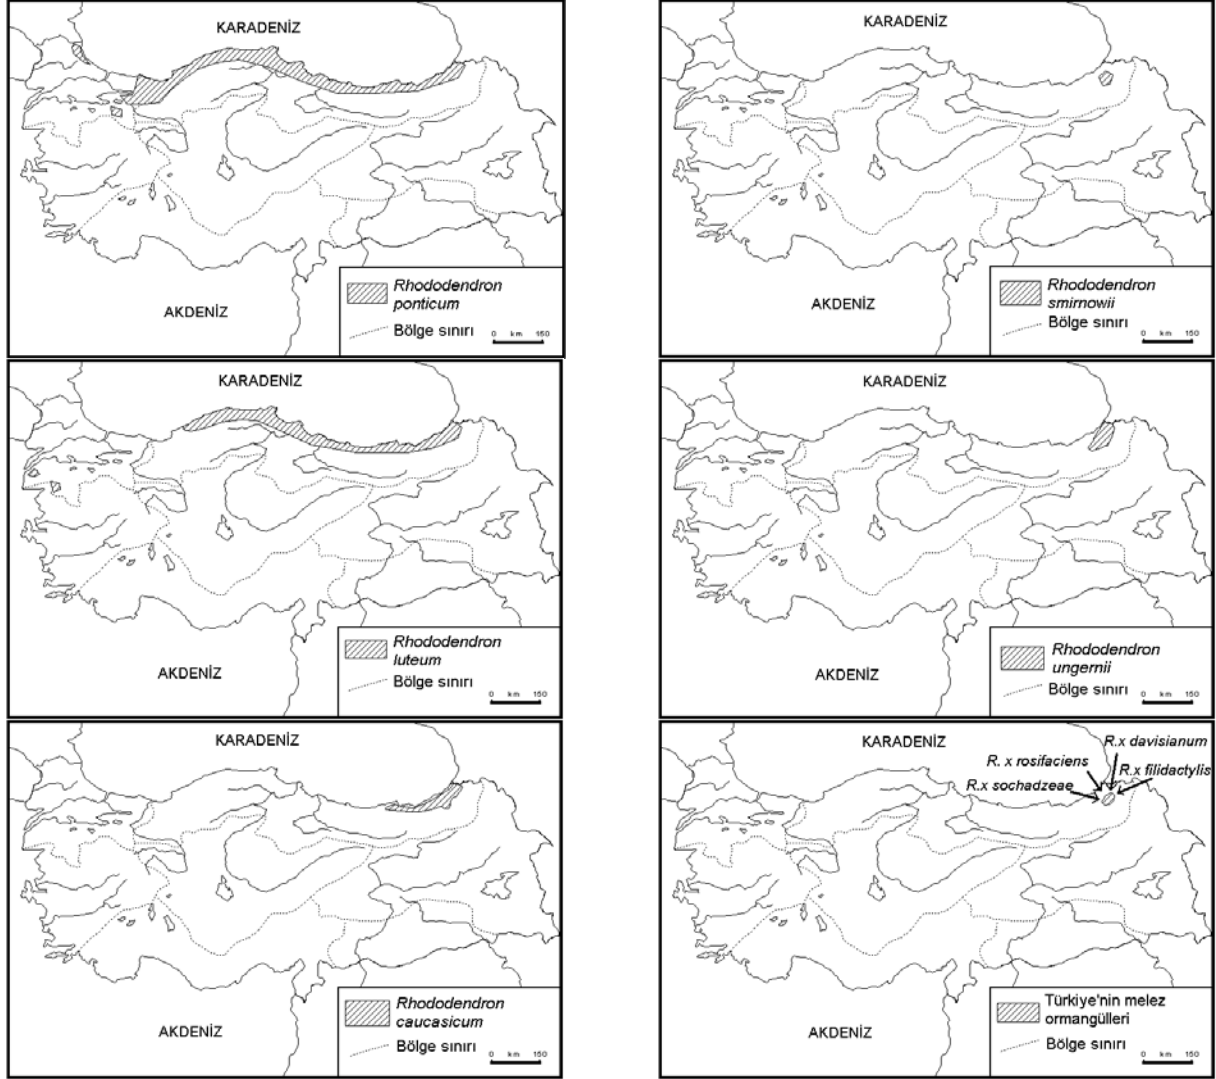 KARADENİZ
AKDENİZ
Rhododendron
ponticum
Bölge sınırı
0 km 150
KARADENİZ
AKDENİZ
Rhododendron
smirnowii
Bölge sınırı
0 km 150
KARADENİZ
AKDENİZ
Rhododendron
luteum
Bölge sınırı
0 km 150
KARADENİZ
AKDENİZ
Rhododendron
ungernii
Bölge sınırı
0 km 150
KARADENİZ
AKDENİZ
Rhododendron
caucasicum
Bölge sınırı
0 km 150
KARADENİZ
R.x davisianum
R. x rosifaciens
R.x filidactylis
R.x sochadzeae
AKDENİZ
Türkiye'nin melez
ormangülleri
Bölge sınırı
0 km 150